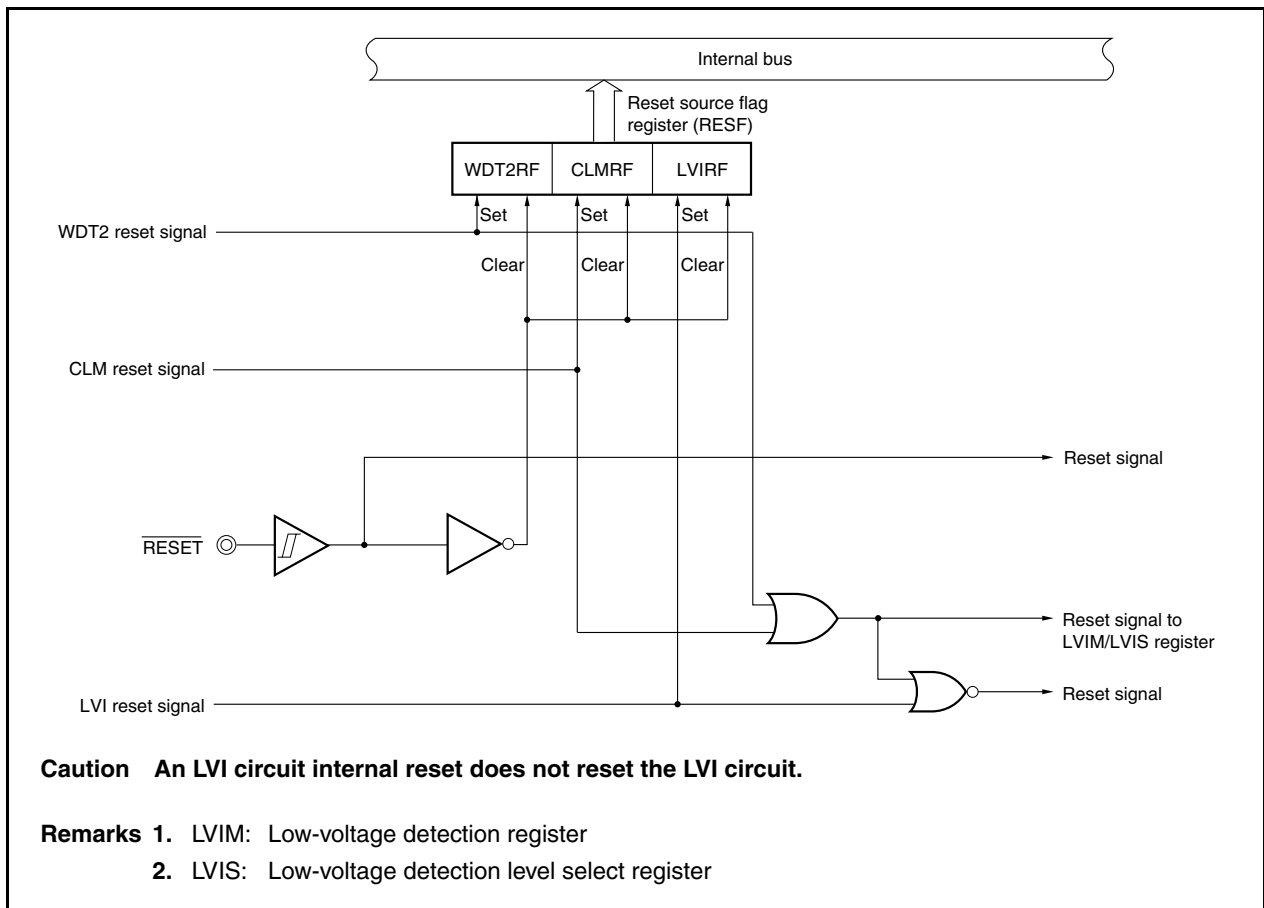 Internal bus
Reset source flag
register (RESF)
WDT2RF CLMRF LVIRF
Set Set Set
WDT2 reset signal
Clear Clear Clear
CLM reset signal
Reset signal
RESET
Reset signal to
LVIM/LVIS register
Reset signal
LVI reset signal
Caution An LVI circuit internal reset does not reset the LVI circuit.
Remarks 1. LVIM: Low-voltage detection register
2. LVIS: Low-voltage detection level select register